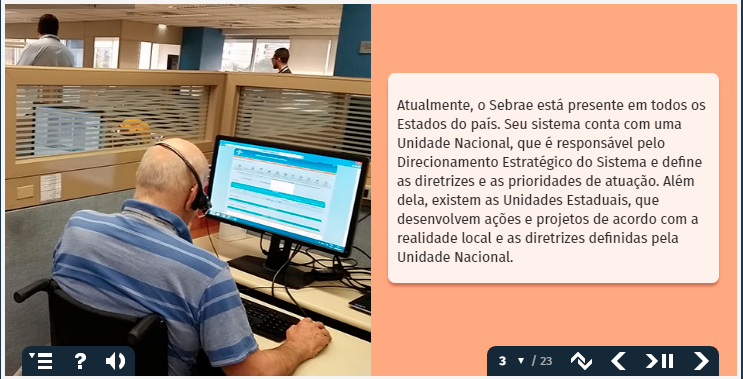 Atualmente, o Sebrae está presente em todos os
Estados do país. Seu sistema conta com uma
Unidade Nacional, que é responsável pelo
Direcionamento Estratégico do Sistema e define
as diretrizes e as prioridades de atuação. Além
dela, existem as Unidades Estaduais, que
desenvolvem ações e projetos de acordo com a
realidade local e as diretrizes definidas pela
Unidade Nacional.
?
3 / 23